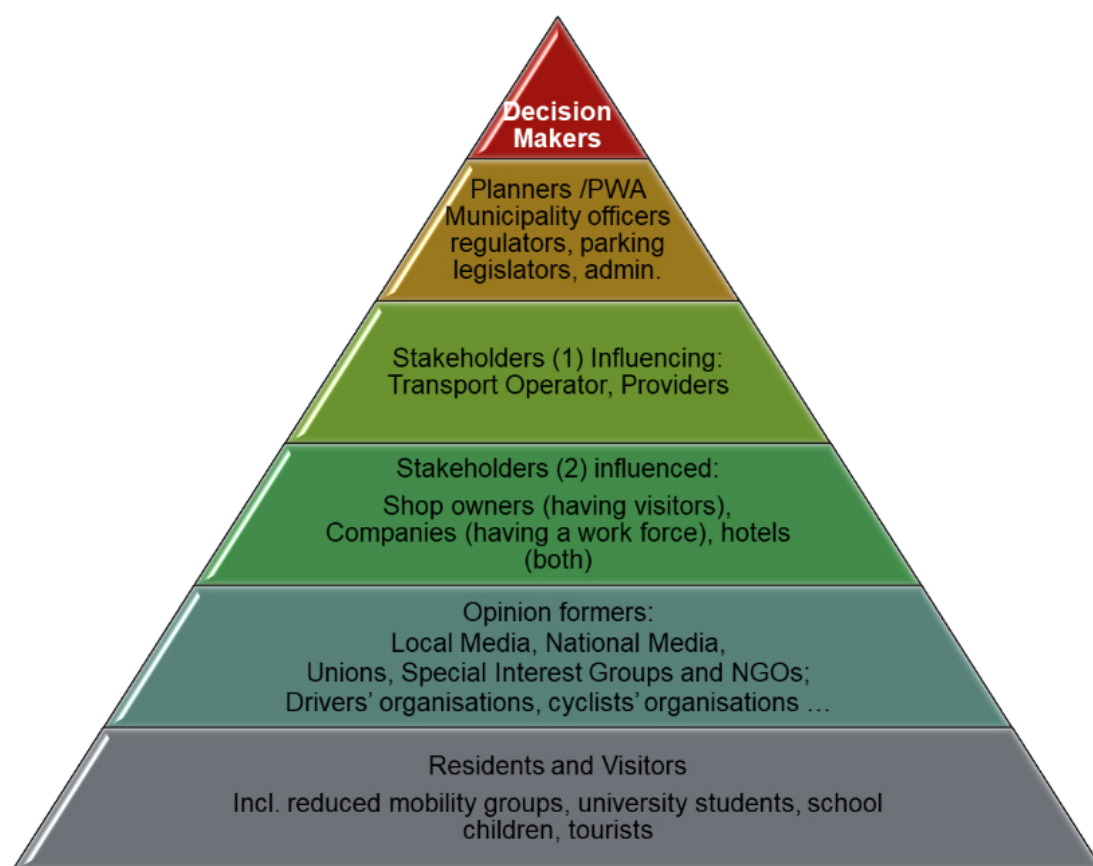 Decision
Makers
Planners /PWA
Municipality officers
regulators, parking
legislators, admin.
Stakeholders (1) Influencing:
Transport Operator, Providers
Stakeholders (2) influenced:
Shop owners (having visitors),
Companies (having a work force), hotels
(both)
Opinion formers:
Local Media, National Media,
Unions, Special Interest Groups and NGOs;
Drivers’ organisations, cyclists’ organisations …
Residents and Visitors
Incl. reduced mobility groups, university students, school
children, tourists